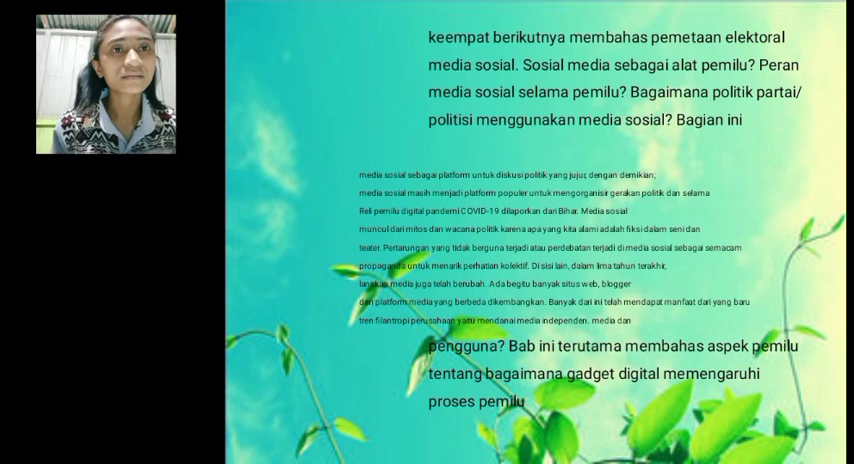 keempat berikutnya membahas pemetaan elektoral
media sosial. Sosial media sebagai alat pemilu? Peran
media sosial selama pemilu? Bagaimana politik partai/
politisi menggunakan media sosial? Bagian ini
media sosial sebagai platform untuk diskusi politik yang jujur, dengan demikian;
media sosial masih menjadi platform populer untuk mengorganisir gerakan politik dan selama
Reli pemilu digital pandemi COVID-19 dilaporkan dari Bihar. Media sosial
muncul dari mitos dan wacana politik karena apa yang kita alami adalah fiksi dalam seni dan
teater. Pertarungan yang tidak berguna terjadi atau perdebatan terjadi di media sosial sebagai semacam
propaganda untuk menarik perhatian kolektif. Di sisi lain, dalam lima tahun terakhir,
lanskap media juga telah berubah. Ada begitu banyak situs web, blogger
dan platform media yang berbeda dikembangkan. Banyak dari ini telah mendapat manfaat dari yang baru
tren filantropi perusahaan yaitu mendanai media independen. media dan
pengguna? Bab ini terutama membahas aspek pemilu
tentang bagaimana gadget digital memengaruhi
proses pemilu